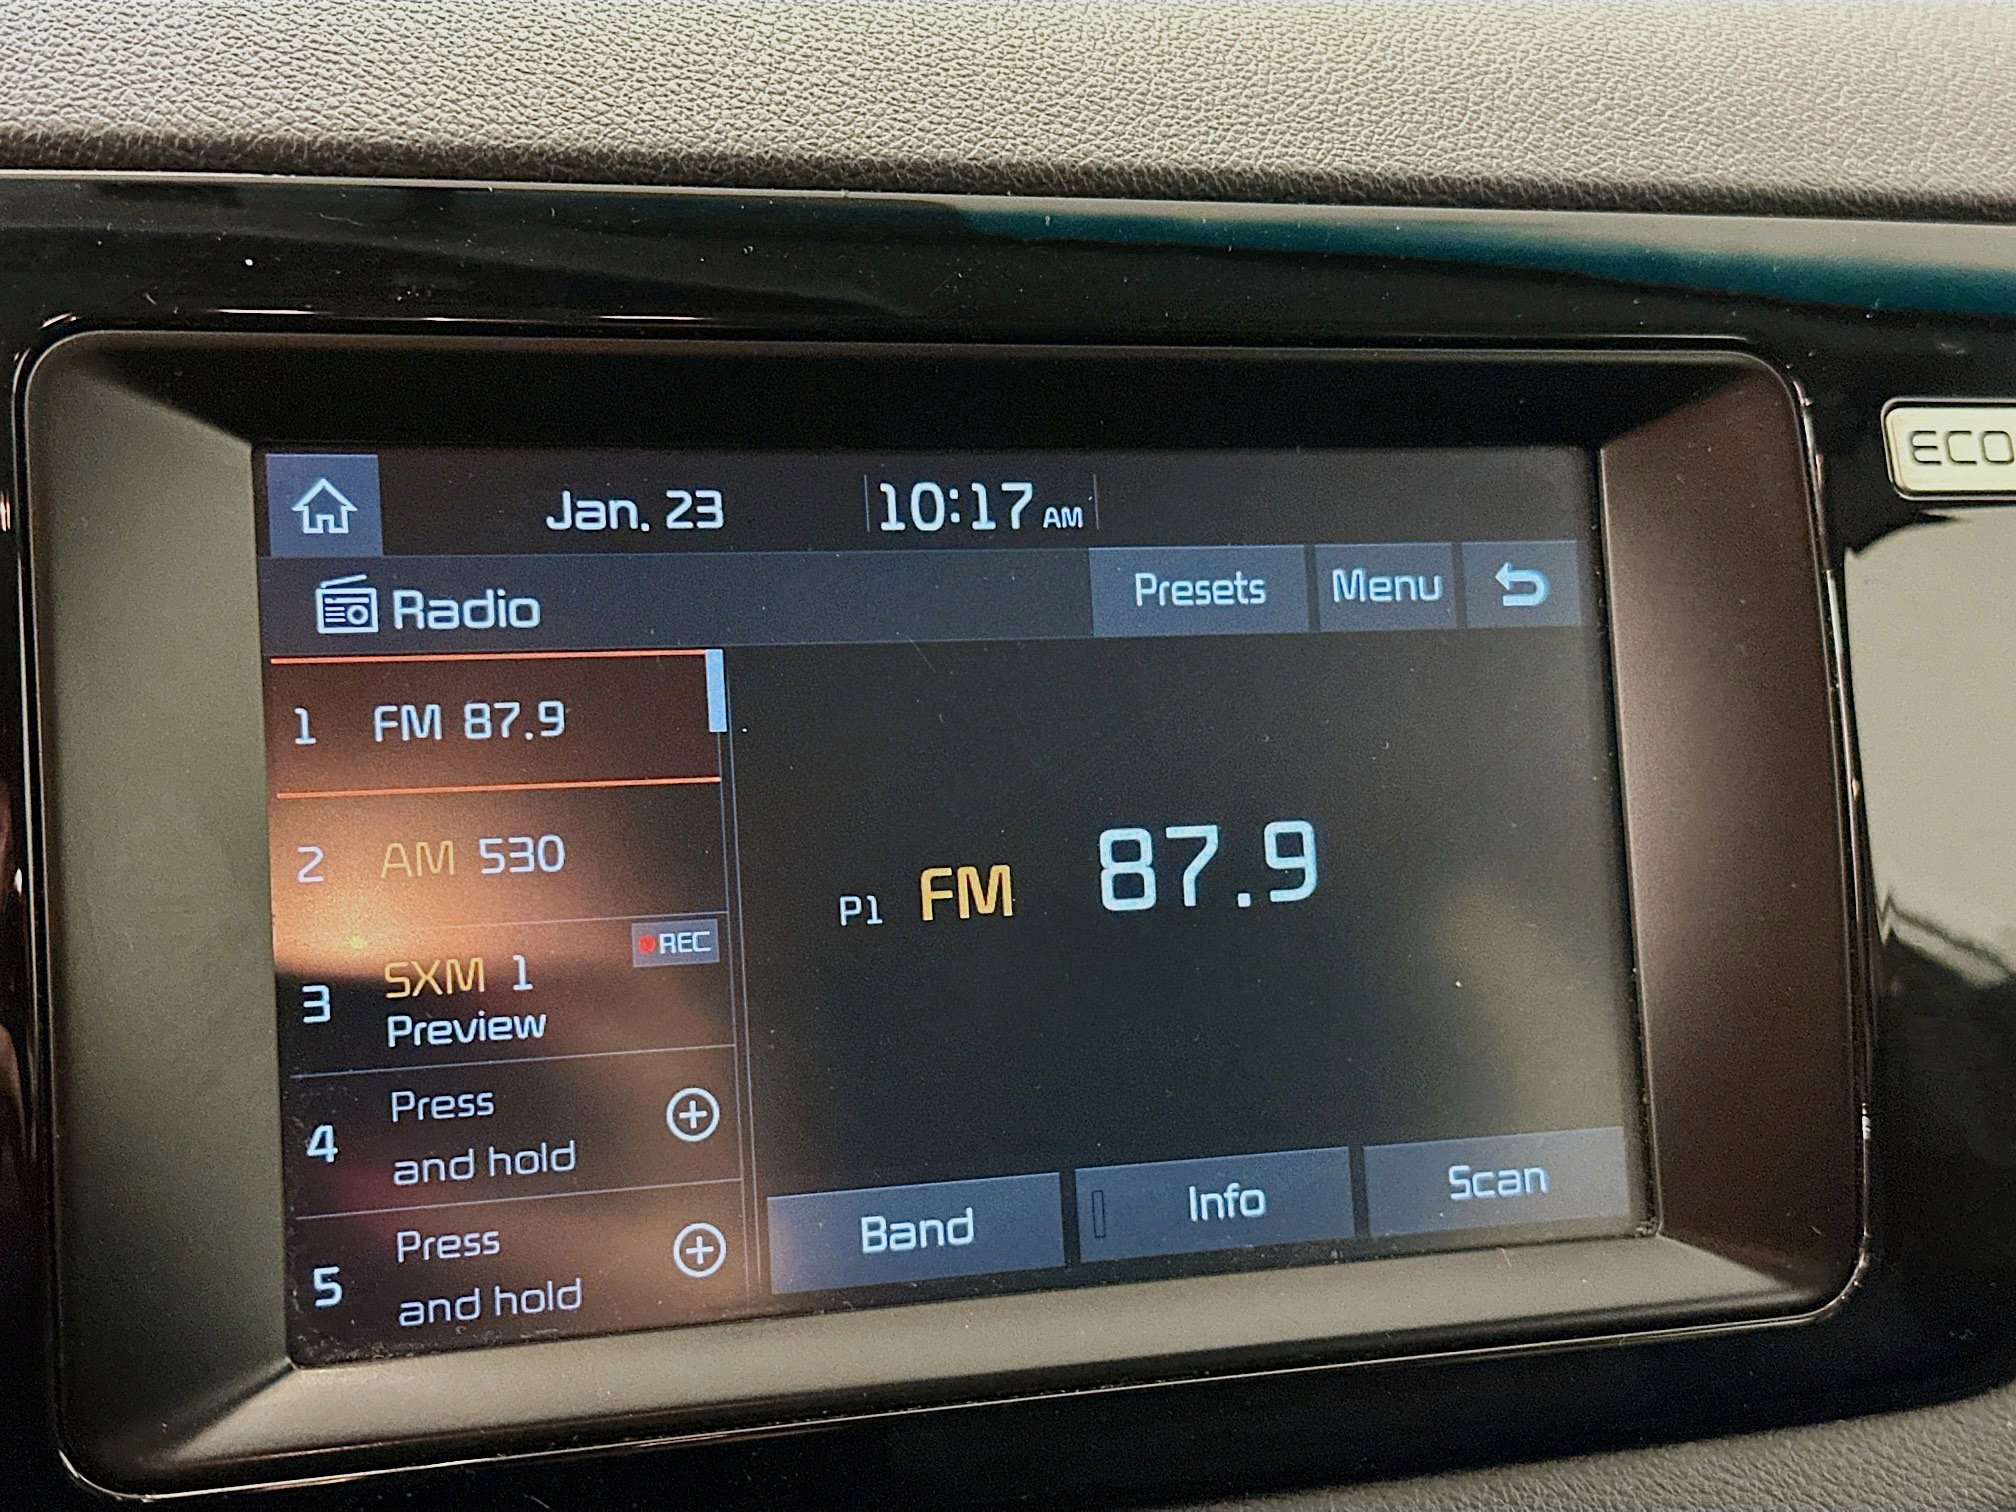 ECO
Jan. 23 10:17 AM
Radio Presets Menu
1 FM 87.9
2 AM 530
REC
3 SXM 1
Preview
4 Press
and hold
5 Press
and hold
P1 FM 87.9
Band Info Scan